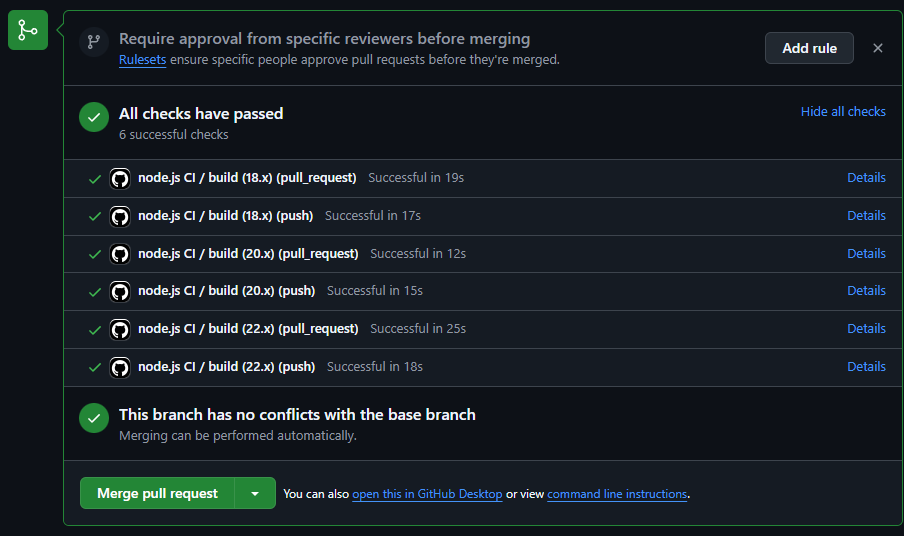 Require approval from specific reviewers before merging
Rulesets ensure specific people approve pull requests before they're merged.
Add rule
All checks have passed
6 successful checks
Hide all checks
node.js CI / build (18.x) (pull_request) Successful in 19s Details
node.js CI / build (18.x) (push) Successful in 17s Details
node.js CI / build (20.x) (pull_request) Successful in 12s Details
node.js CI / build (20.x) (push) Successful in 15s Details
node.js CI / build (22.x) (pull_request) Successful in 25s Details
node.js CI / build (22.x) (push) Successful in 18s Details
This branch has no conflicts with the base branch
Merging can be performed automatically.
Merge pull request You can also open this in GitHub Desktop or view command line instructions.